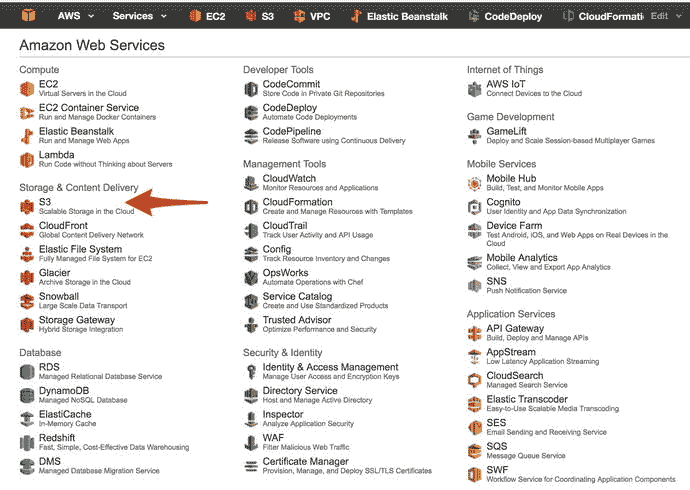 AWS Services EC2 S3 VPC Elastic Beanstalk CodeDeploy CloudFormati Edit
Amazon Web Services
Compute
EC2
Virtual Servers in the Cloud
EC2 Container Service
Run and Manage Docker Containers
Elastic Beanstalk
Run and Manage Web Apps
Lambda
Run Code without Thinking about Servers
Storage & Content Delivery
S3
Scalable Storage in the Cloud
CloudFront
Global Content Delivery Network
Elastic File System
Fully Managed File System for EC2
Glacier
Archive Storage in the Cloud
Snowball
Large Scale Data Transport
Storage Gateway
Hybrid Storage Integration
Database
RDS
Managed Relational Database Service
DynamoDB
Managed NoSQL Database
ElastiCache
In-Memory Cache
Redshift
Fast, Simple, Cost-Effective Data Warehousing
DMS
Managed Database Migration Service
Developer Tools
CodeCommit
Store Code in Private Git Repositories
CodeDeploy
Automate Code Deployments
CodePipeline
Release Software using Continuous Delivery
Management Tools
CloudWatch
Monitor Resources and Applications
CloudFormation
Create and Manage Resources with Templates
CloudTrail
Track User Activity and API Usage
Config
Track Resource Inventory and Changes
OpsWorks
Automate Operations with Chef
Service Catalog
Create and Use Standardized Products
Trusted Advisor
Optimize Performance and Security
Security & Identity
Identity & Access Management
Manage User Access and Encryption Keys
Directory Service
Host and Manage Active Directory
Inspector
Analyze Application Security
WAF
Filter Malicious Web Traffic
Certificate Manager
Provision, Manage, and Deploy SSL/TLS Certificates
Internet of Things
AWS IoT
Connect Devices to the Cloud
Game Development
GameLift
Deploy and Scale Session-based Multiplayer Games
Mobile Services
Mobile Hub
Build, Test, and Monitor Mobile Apps
Cognito
User Identity and App Data Synchronization
Device Farm
Test Android, iOS, and Web Apps on Real Devices in the
Cloud
Mobile Analytics
Collect, View and Export App Analytics
SNS
Push Notification Service
Application Services
API Gateway
Build, Deploy and Manage APIs
AppStream
Low Latency Application Streaming
CloudSearch
Managed Search Service
Elastic Transcoder
Easy-to-Use Scalable Media Transcoding
SES
Email Sending and Receiving Service
SQS
Message Queue Service
SWF
Workflow Service for Coordinating Application Components